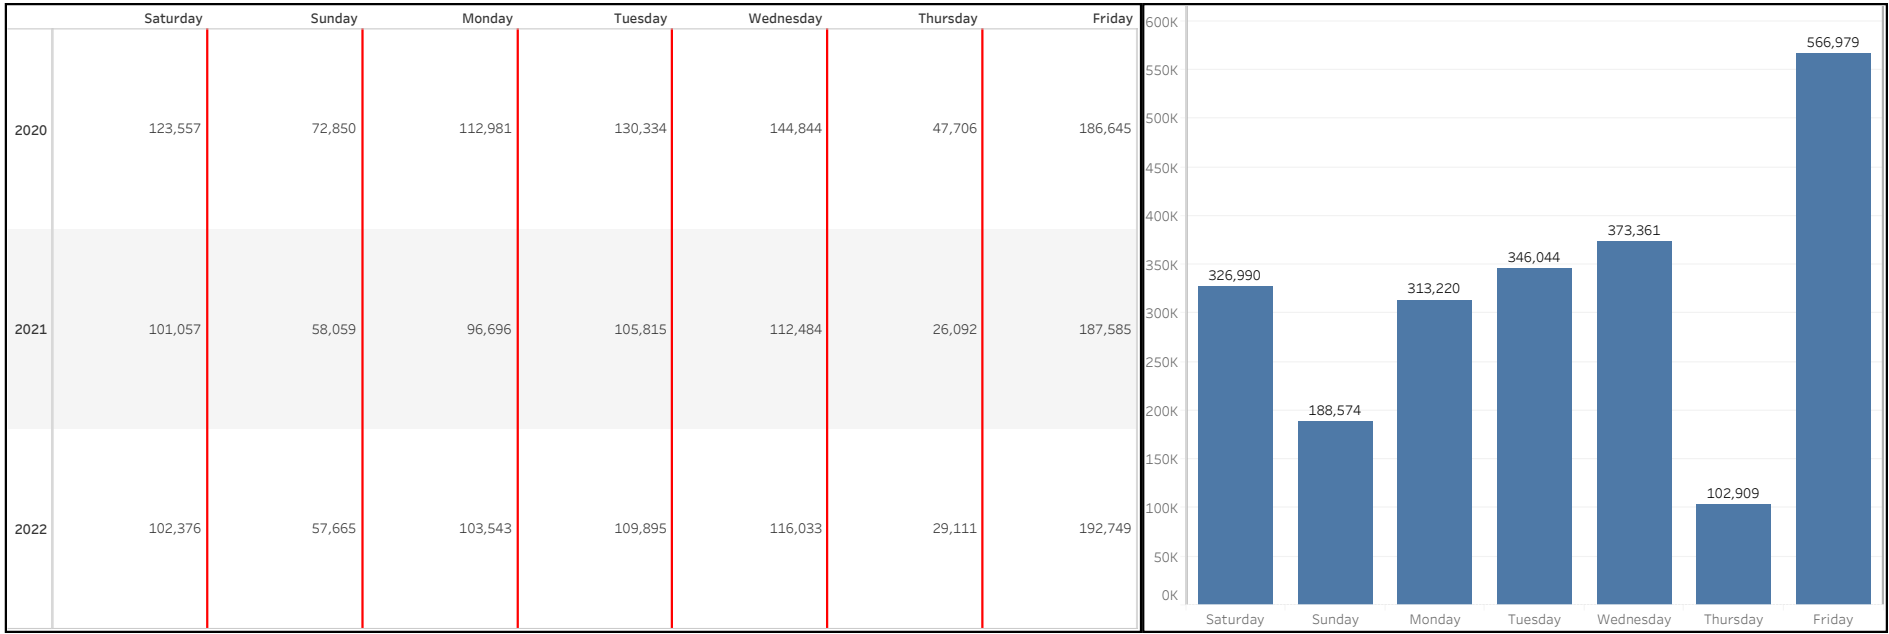 Saturday Sunday Monday Tuesday Wednesday Thursday Friday
2020 123,557 72,850 112,981 130,334 144,844 47,706 186,645
2021 101,057 58,059 96,696 105,815 112,484 26,092 187,585
2022 102,376 57,665 103,543 109,895 116,033 29,111 192,749
600K
550K
500K
450K
400K
350K
300K
250K
200K
150K
100K
50K
0K
326,990
188,574
313,220
346,044
373,361
102,909
566,979
Saturday Sunday Monday Tuesday Wednesday Thursday Friday